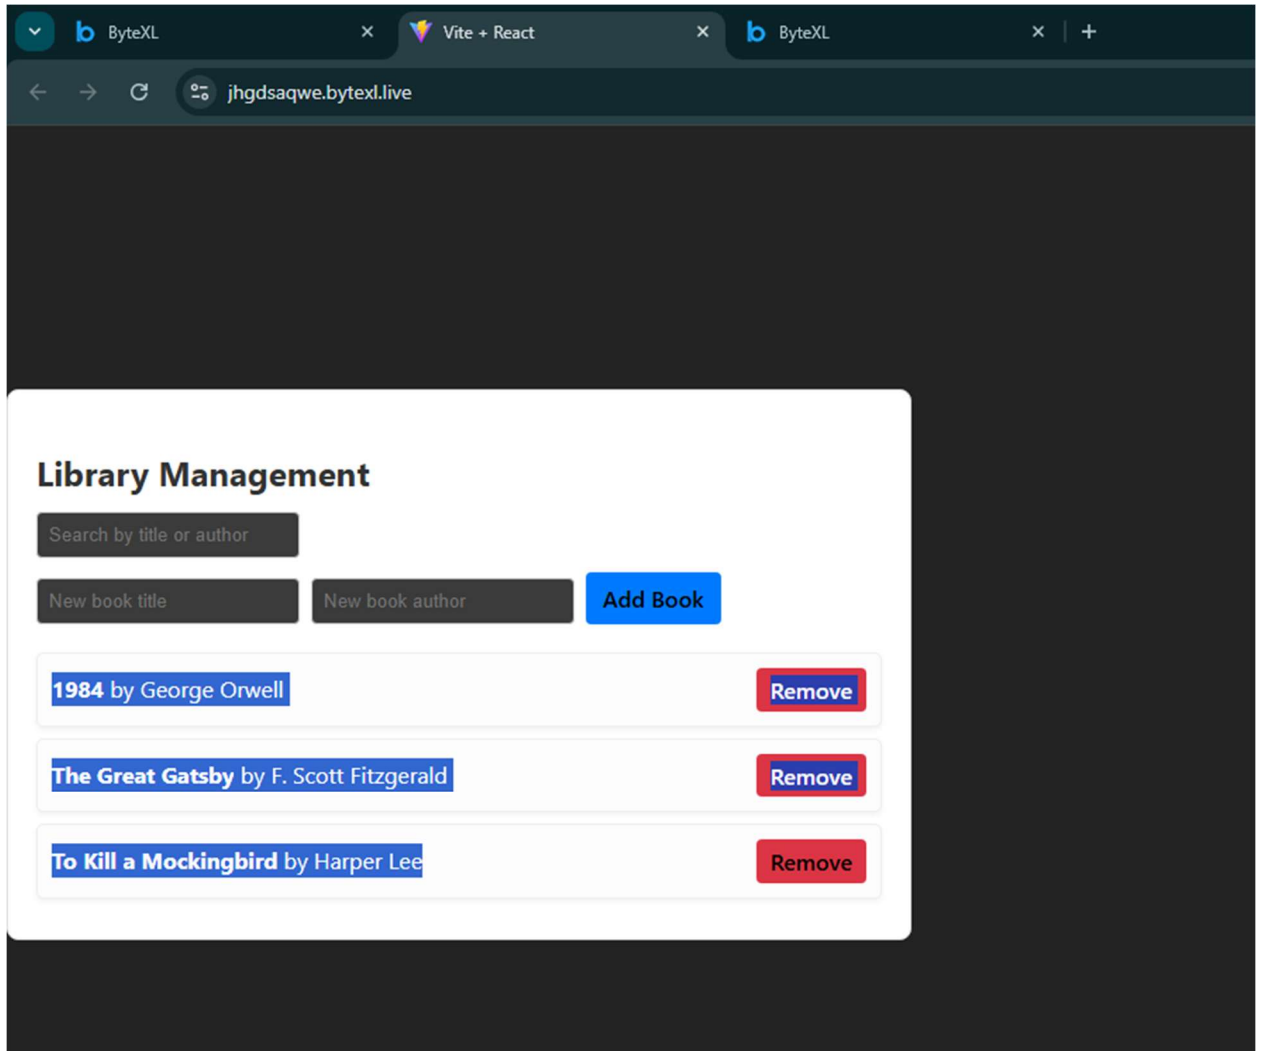 ByteXL
Vite + React
ByteXL
jhgdsaqwe.bytexl.live
Library Management
Search by title or author
New book title New book author Add Book
1984 by George Orwell Remove
The Great Gatsby by F. Scott Fitzgerald Remove
To Kill a Mockingbird by Harper Lee Remove